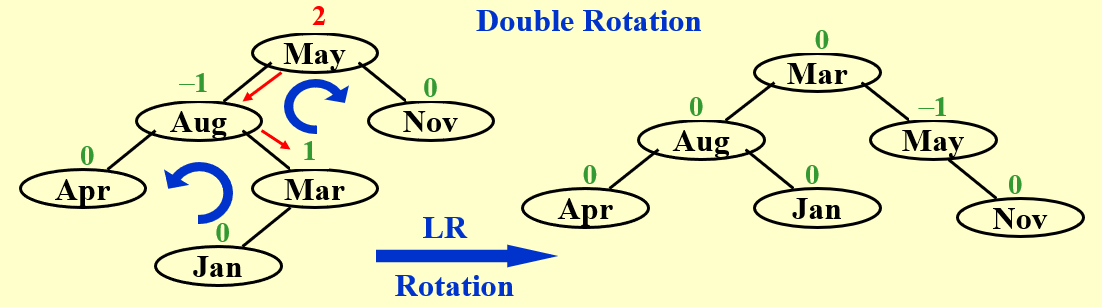 2
Double Rotation
May
–1
0
Aug
Nov
0
1
Apr
Mar
0
Jan
LR
Rotation
0
Mar
0
–1
Aug
May
0
0
0
Apr
Jan
Nov